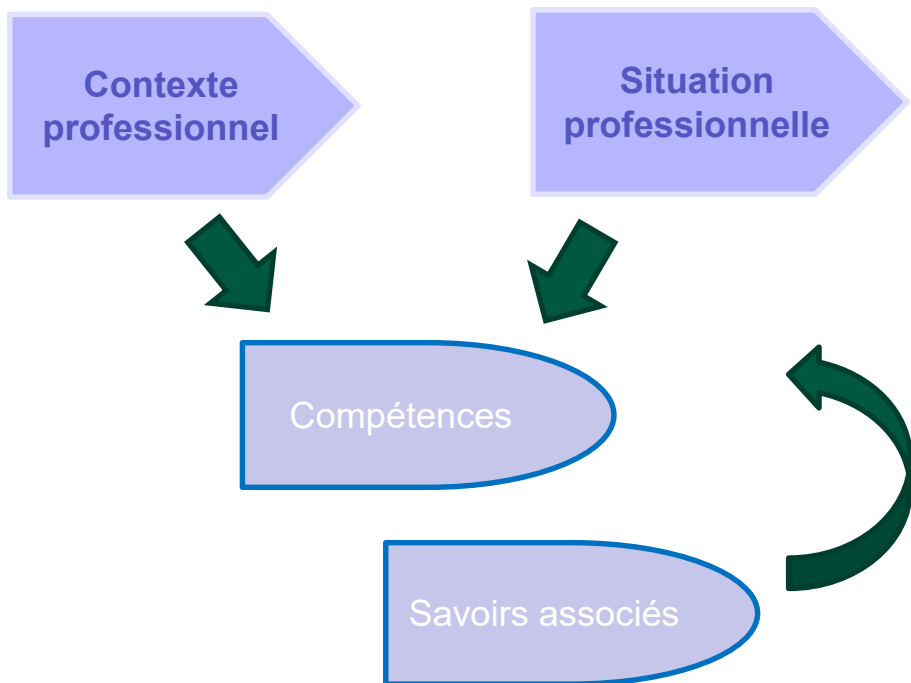 Contexte
professionnel
Situation
professionnelle
Compétences
Savoirs associés